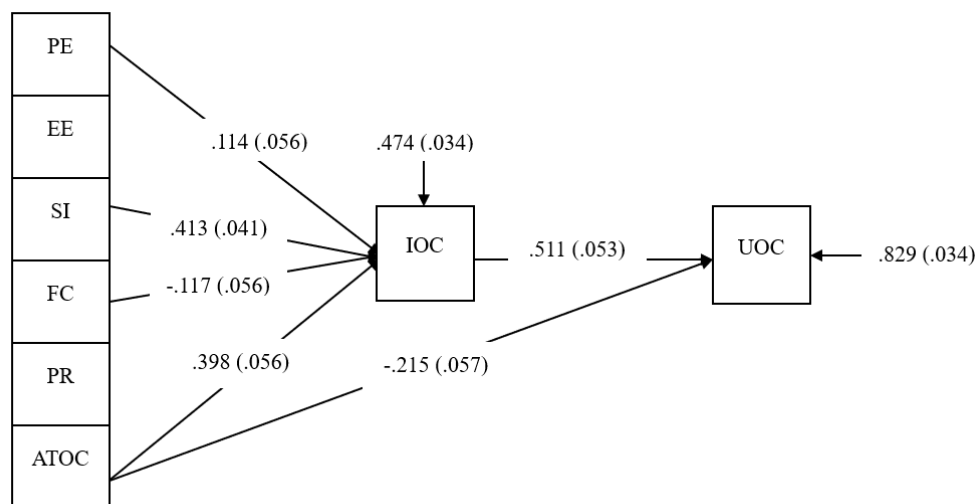 PE
EE
SI
FC
PR
ATOC
.114 (.056)
.413 (.041)
-.117 (.056)
.398 (.056)
.474 (.034)
IOC
.511 (.053)
-.215 (.057)
UOC
.829 (.034)